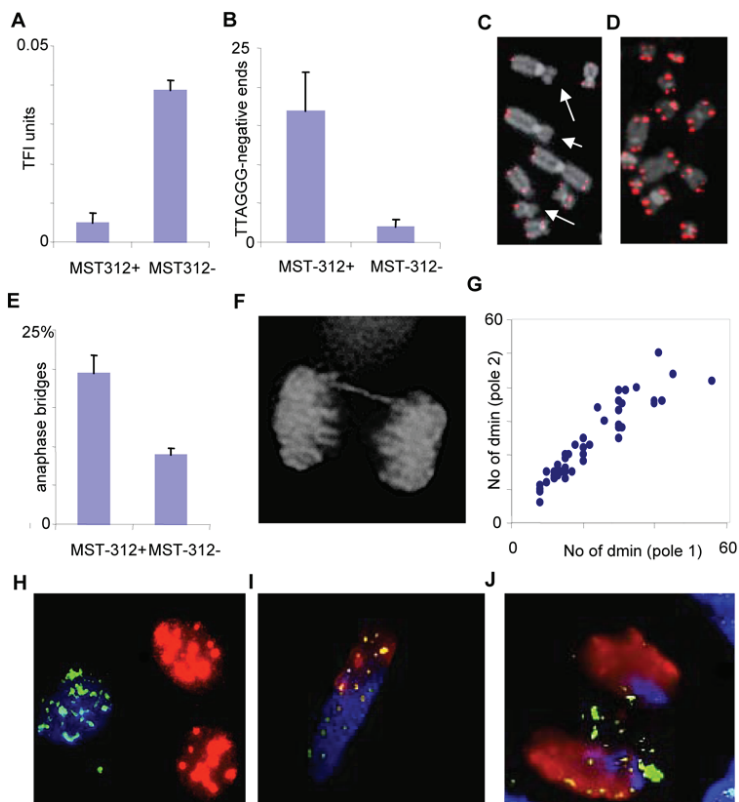 A
0.05
TFI units
0
MST312+ MST312-
B
25
TTAGGG-negative ends
0
MST-312+ MST-312-
C
D
E
25%
anaphase bridges
0
MST-312+ MST-312-
F
G
60
No of dmin (pole 2)
0
0
60
No of dmin (pole 1)
H
I
J